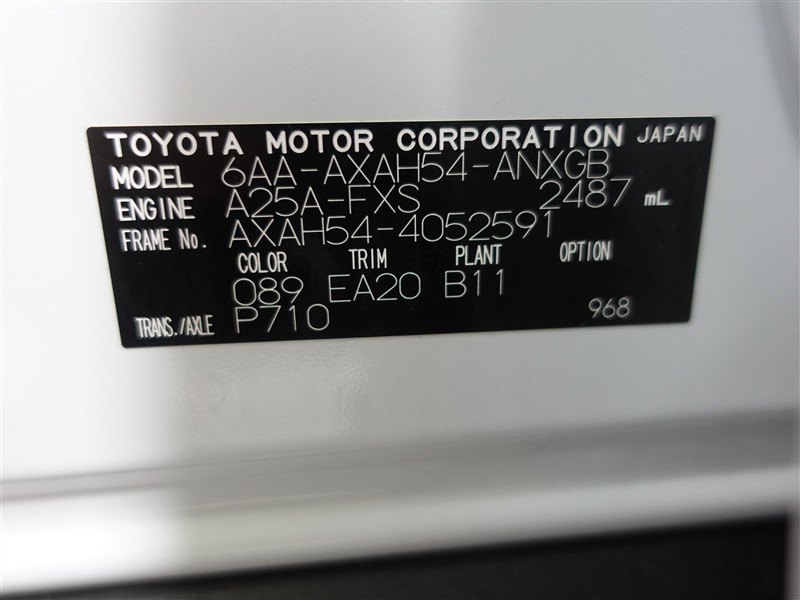 TOYOTA MOTOR CORPORATION JAPAN
MODEL 6AA-AXAH54-ANXGB
ENGINE A25A-FXS 2487 mL
FRAME No. AXAH54-4052591
COLOR TRIM PLANT OPTION
089 EA20 B11
TRANS./AXLE P710 968